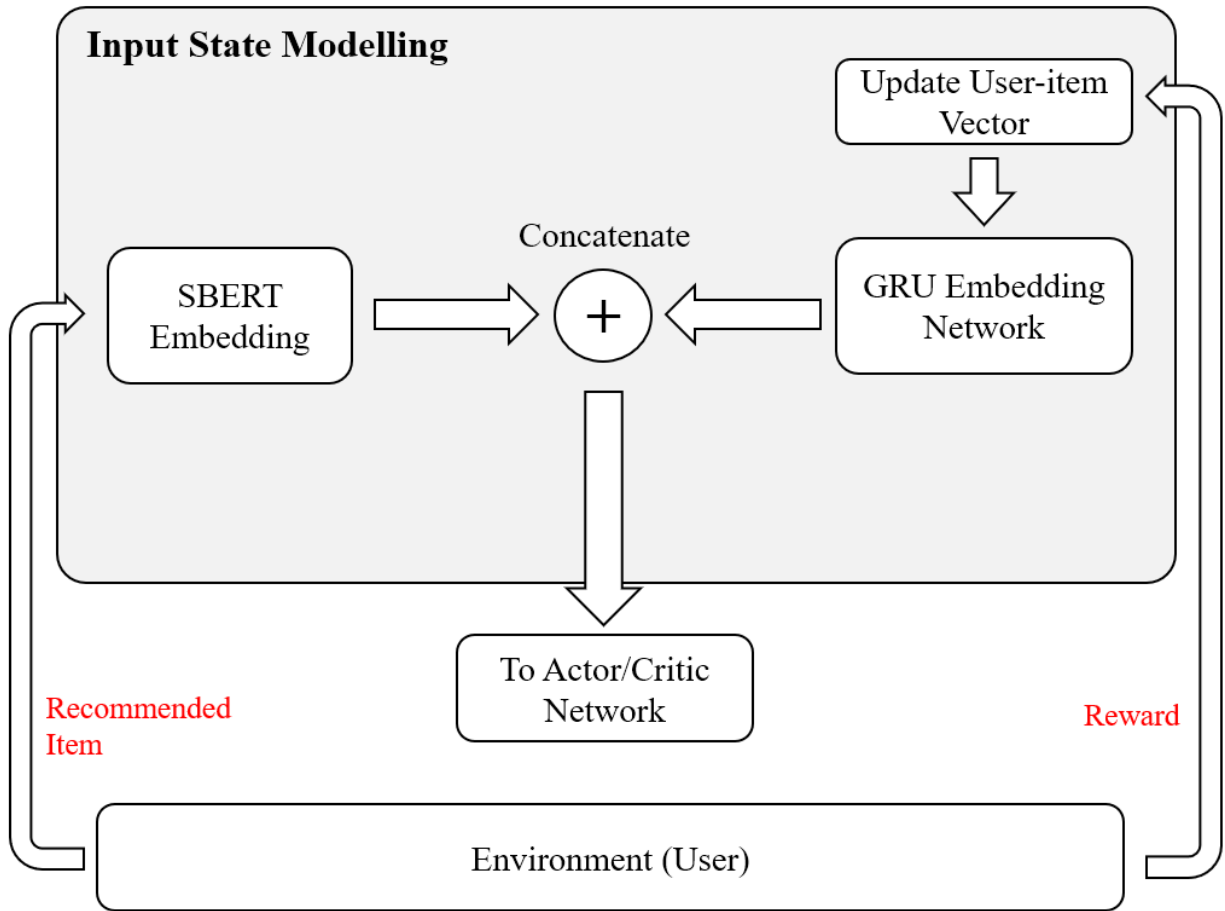 Input State Modelling
Update User-item
Vector
Concatenate
SBERT
Embedding
+
GRU Embedding
Network
To Actor/Critic
Network
Recommended
Item
Reward
Environment (User)